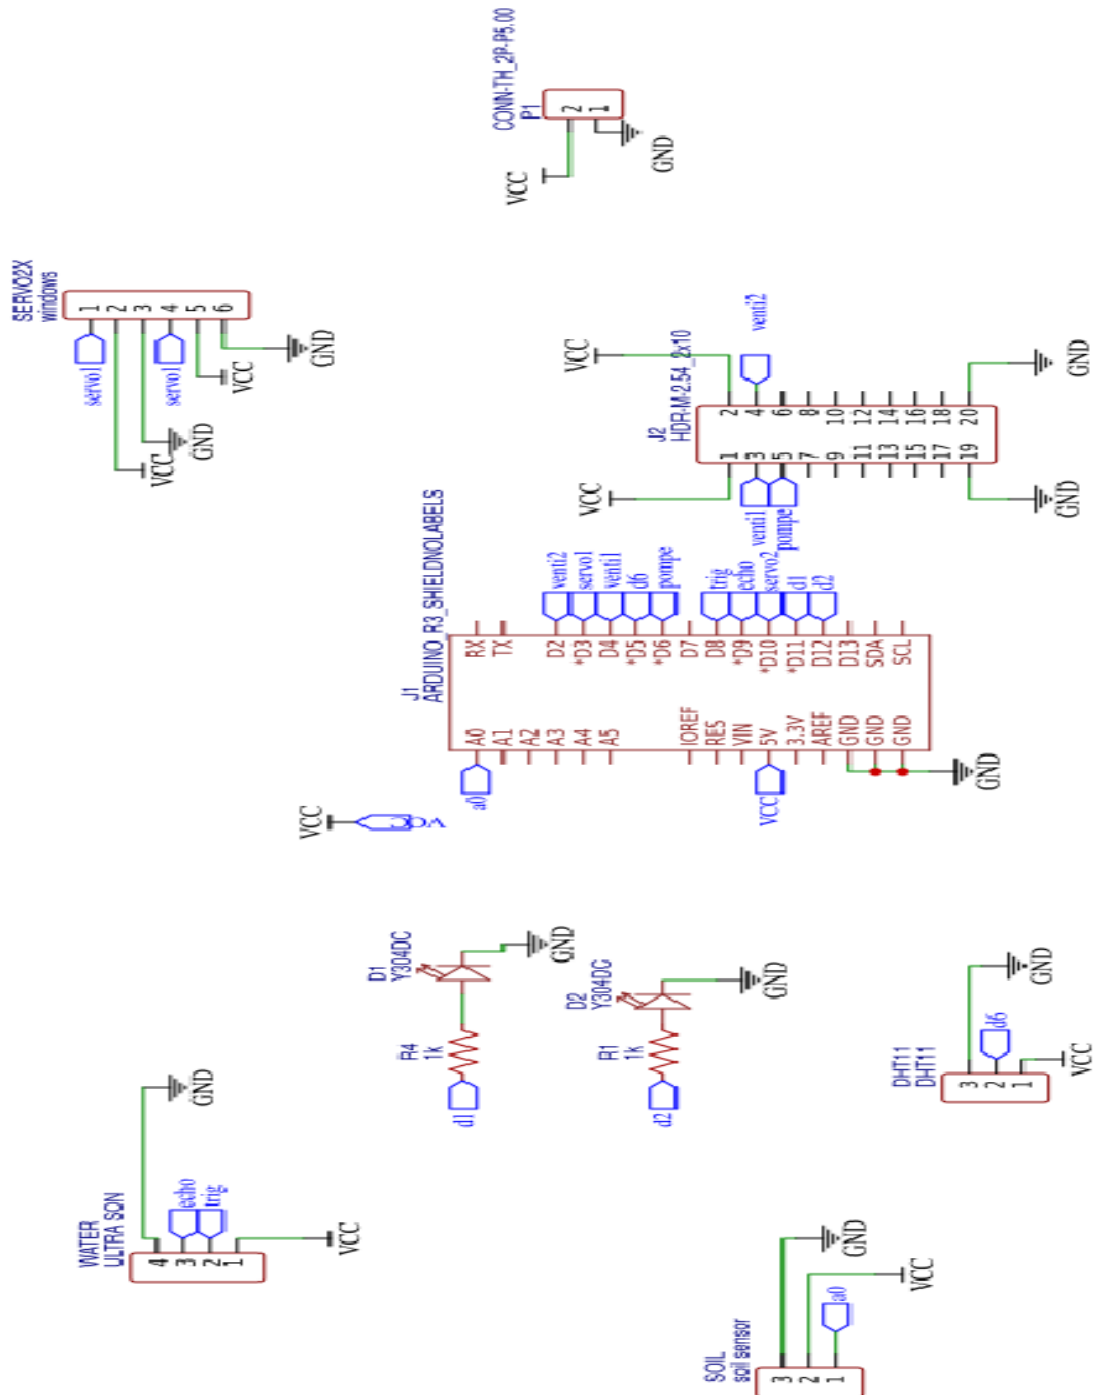 CONN-TH_2P-P5.00
P1
2
1
VCC
GND
SERVO2X
windows
1
2
3
4
5
6
servo1
servo1
VCC
GND
VCC
GND
J2
HDR-M-2.54_2x10
VCC
VCC
venti2
2
4
6
8
10
12
14
16
18
20
1
3
5
7
9
11
13
15
17
19
venti1
pompe
GND
GND
J1
ARDUINO_R3_SHIELDNOLABELS
RX
TX
D2
*D3
D4
*D5
*D6
D7
D8
*D9
*D10
*D11
D12
D13
SDA
SCL
venti2
servo1
venti1
d6
pompe
trig
echo
servo2
d1
d2
A0
A1
A2
A3
A4
A5
IOREF
RES
VIN
5V
3.3V
AREF
GND
GND
GND
a0
VCC
GND
VCC
D1
Y304DC
R4
1k
d1
GND
D2
R1
1k
d2
GND
DHT11
DHT11
3
2
1
d6
GND
VCC
WATER
ULTRA SON
4
3
2
1
echo
trig
GND
VCC
SOIL
soil sensor
3
2
1
a0
GND
VCC